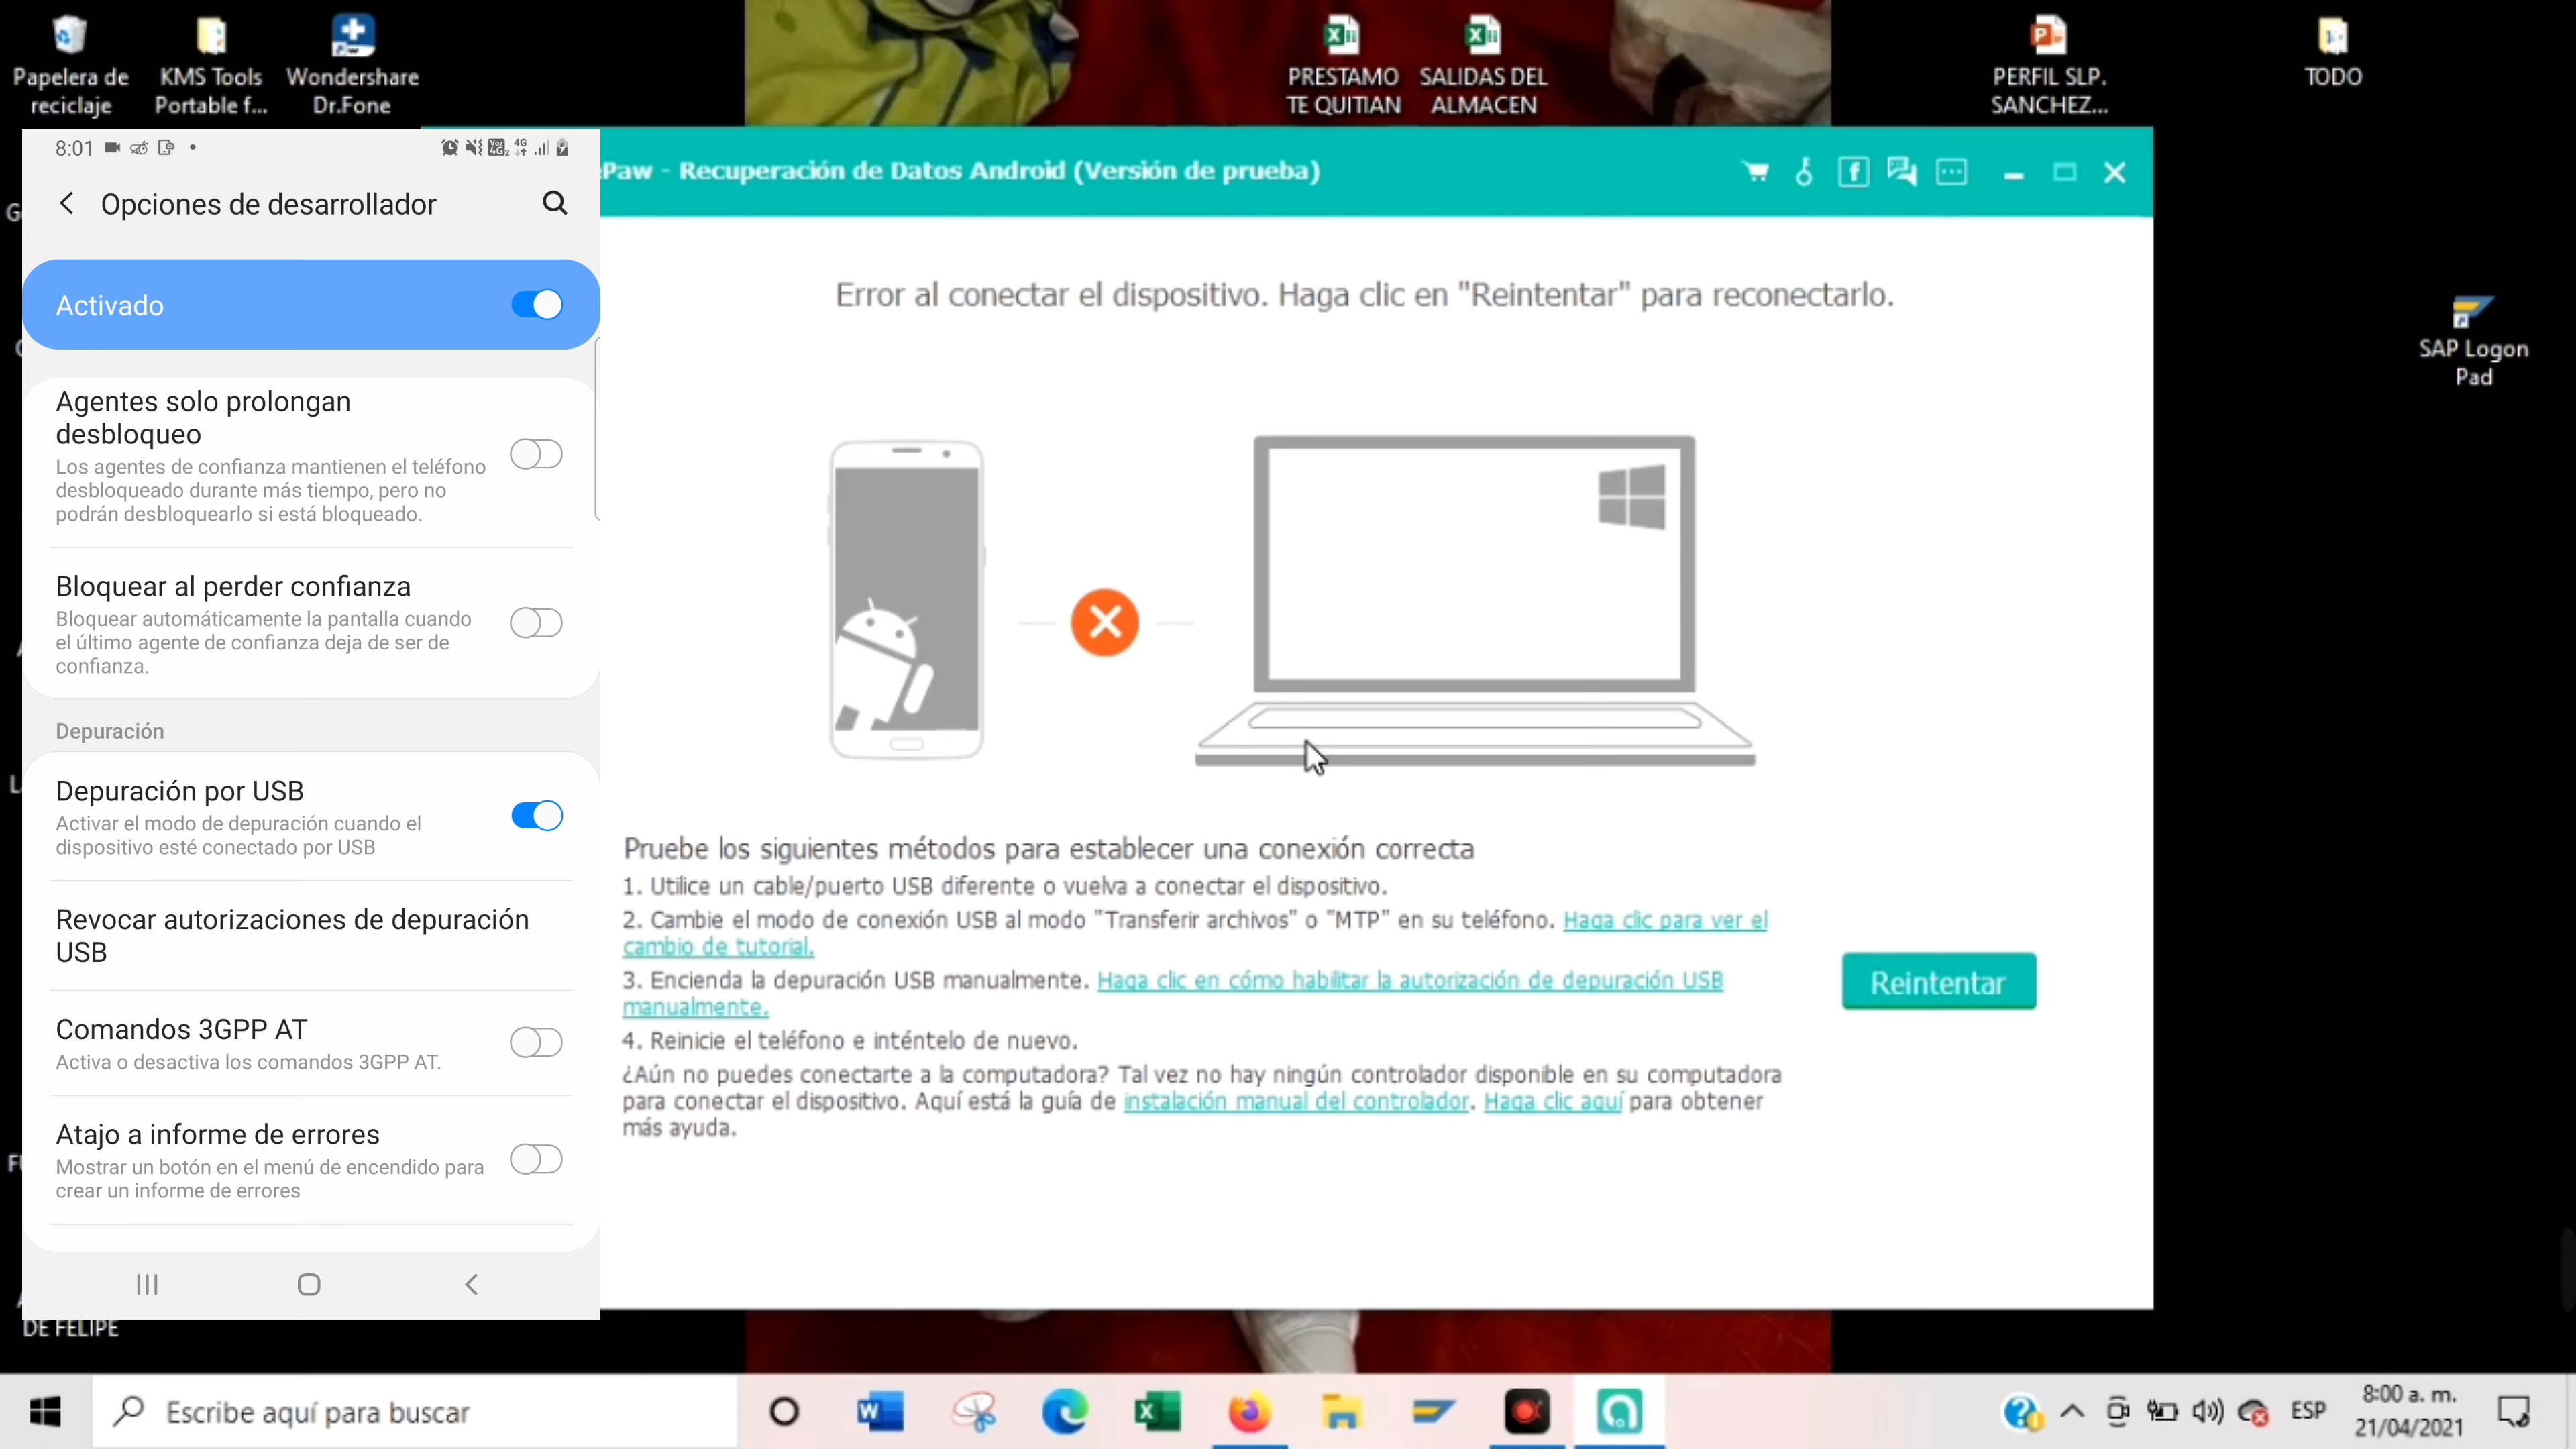 Papelera de
reciclaje
KMS Tools
Portable f...
Wondershare
Dr.Fone
PRESTAMO
TE QUITIAN
SALIDAS DEL
ALMACEN
PERFIL SLP.
SANCHEZ...
TODO
SAP Logon
Pad
8:01
Opciones de desarrollador
Activado
Agentes solo prolongan
desbloqueo
Los agentes de confianza mantienen el teléfono
desbloqueado durante más tiempo, pero no
podrán desbloquearlo si está bloqueado.
Bloquear al perder confianza
Bloquear automáticamente la pantalla cuando
el último agente de confianza deja de ser de
confianza.
Depuración
Depuración por USB
Activar el modo de depuración cuando el
dispositivo esté conectado por USB
Revocar autorizaciones de depuración
USB
Comandos 3GPP AT
Activa o desactiva los comandos 3GPP AT.
Atajo a informe de errores
Mostrar un botón en el menú de encendido para
crear un informe de errores
DE FELIPE
Paw - Recuperación de Datos Android (Versión de prueba)
Error al conectar el dispositivo. Haga clic en "Reintentar" para reconectarlo.
Pruebe los siguientes métodos para establecer una conexión correcta
1. Utilice un cable/puerto USB diferente o vuelva a conectar el dispositivo.
2. Cambie el modo de conexión USB al modo "Transferir archivos" o "MTP" en su teléfono. Haga clic para ver el
cambio de tutorial.
3. Encienda la depuración USB manualmente. Haga clic en cómo habilitar la autorización de depuración USB
manualmente.
4. Reinicie el teléfono e inténtelo de nuevo.
¿Aún no puedes conectarte a la computadora? Tal vez no hay ningún controlador disponible en su computadora
para conectar el dispositivo. Aquí está la guía de instalación manual del controlador. Haga clic aquí para obtener
más ayuda.
Reintentar
Escribe aquí para buscar
ESP
8:00 a. m.
21/04/2021